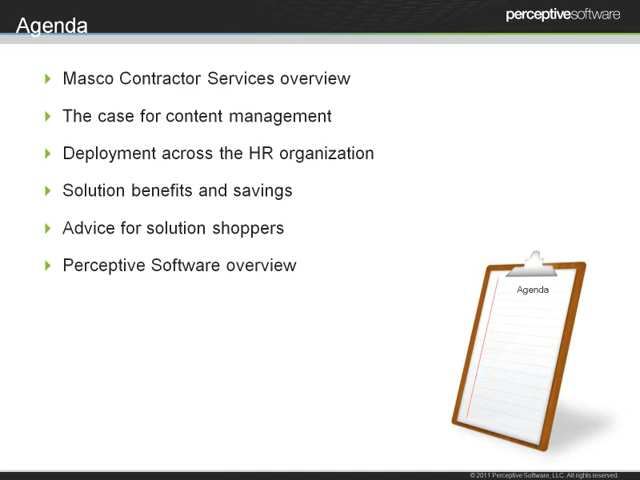 Agenda
perceptivesoftware
Masco Contractor Services overview
The case for content management
Deployment across the HR organization
Solution benefits and savings
Advice for solution shoppers
Perceptive Software overview
Agenda
© 2011 Perceptive Software, LLC. All rights reserved.